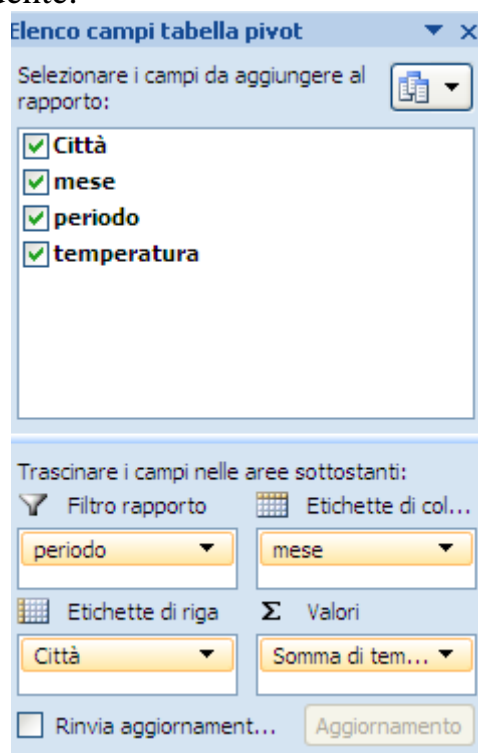 Elenco campi tabella pivot
Selezionare i campi da aggiungere al
rapporto:
Città
mese
periodo
temperatura
Trascinare i campi nelle aree sottostanti:
Filtro rapporto Etichette di col...
periodo mese
Etichette di riga Σ Valori
Città Somma di tem...
Rinvia aggiornament... Aggiornamento